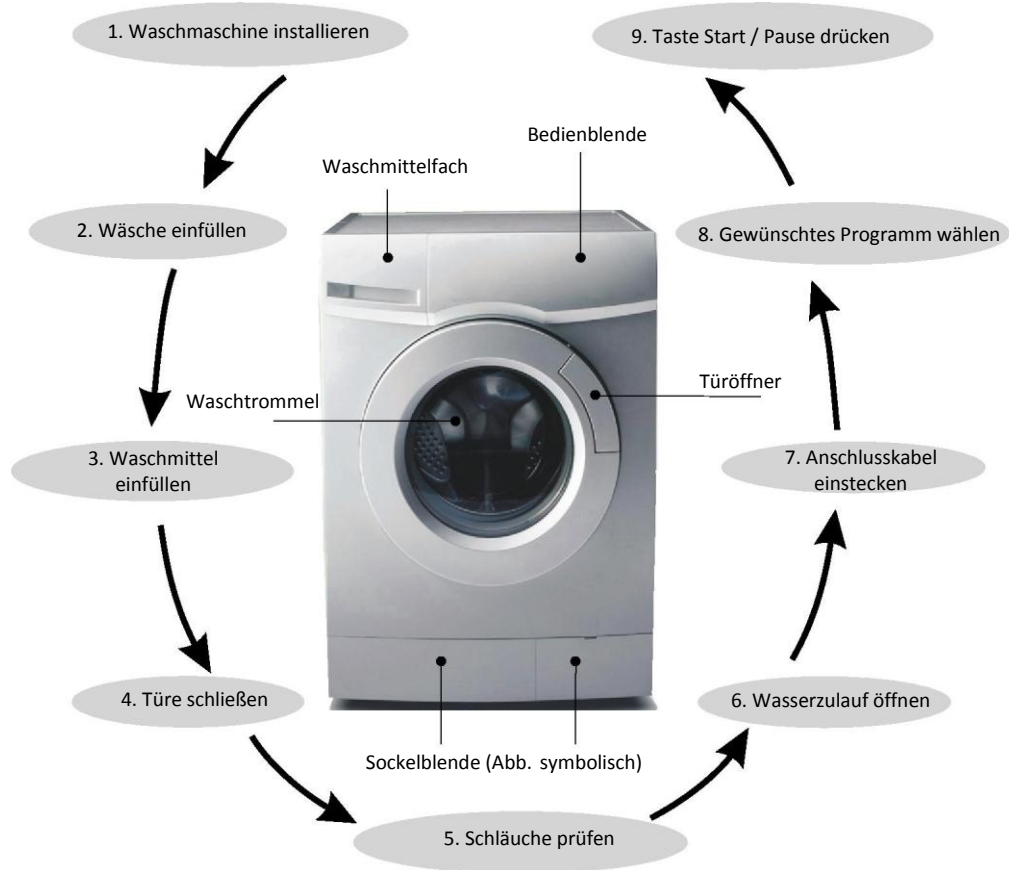 1. Waschmaschine installieren
9. Taste Start / Pause drücken
Bedienblende
Waschmittelfach
2. Wäsche einfüllen
8. Gewünschtes Programm wählen
Türöffner
Waschtrommel
3. Waschmittel
einfüllen
7. Anschlusskabel
einstecken
4. Türe schließen
6. Wasserzulauf öffnen
Sockelblende (Abb. symbolisch)
5. Schläuche prüfen